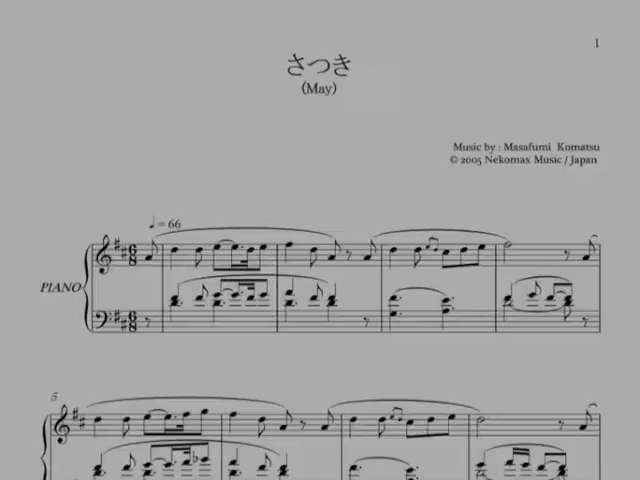 1
さつき
(May)
Music by : Masafumi Komatsu
© 2005 Nekomax Music / Japan
♩= 66
PIANO
5